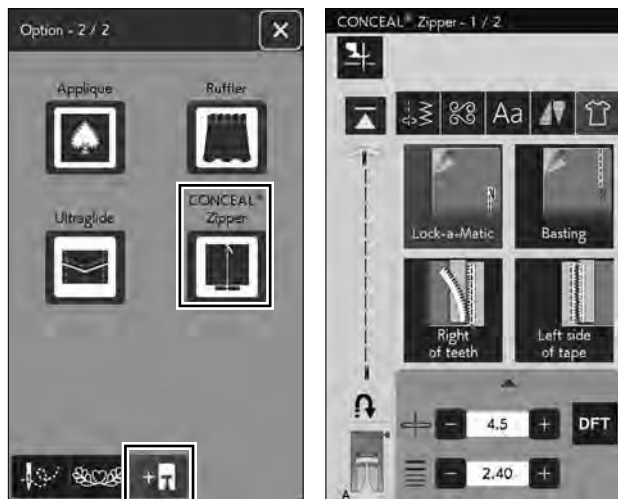 Option - 2 / 2
Applique
Ruffler
Ultraglide
CONCEAL®
Zipper
CONCEAL® Zipper - 1 / 2
Aa
Lock-a-Matic
Basting
Right
of teeth
Left side
of tape
4.5
DFT
2.40
A